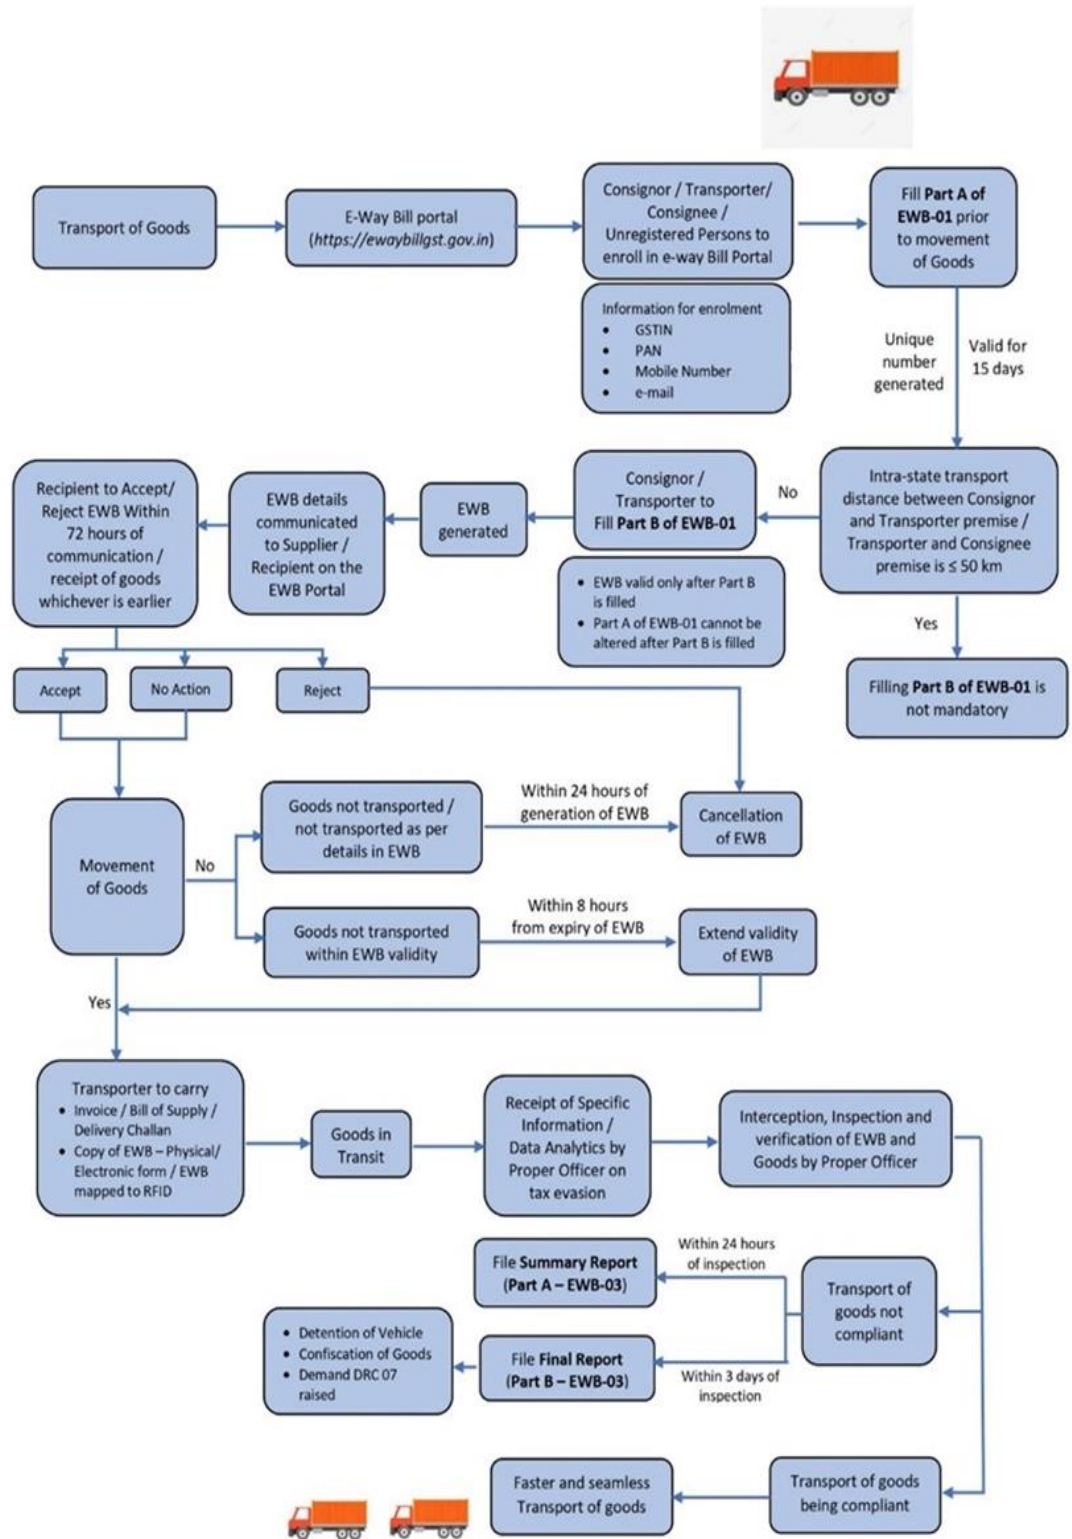 Transport of Goods
E-Way Bill portal
(https://ewaybillgst.gov.in)
Consignor / Transporter/
Consignee /
Unregistered Persons to
enroll in e-way Bill Portal
Fill Part A of
EWB-01 prior
to movement
of Goods
Information for enrolment
• GSTIN
• PAN
• Mobile Number
• e-mail
Unique
number
generated
Valid for
15 days
Intra-state transport
distance between Consignor
and Transporter premise /
Transporter and Consignee
premise is ≤ 50 km
No
Consignor /
Transporter to
Fill Part B of EWB-01
• EWB valid only after Part B
is filled
• Part A of EWB-01 cannot be
altered after Part B is filled
Yes
Filling Part B of EWB-01 is
not mandatory
EWB
generated
EWB details
communicated
to Supplier /
Recipient on the
EWB Portal
Recipient to Accept/
Reject EWB Within
72 hours of
communication /
receipt of goods
whichever is earlier
Accept
No Action
Reject
Movement
of Goods
No
Goods not transported /
not transported as per
details in EWB
Within 24 hours of
generation of EWB
Cancellation
of EWB
Goods not transported
within EWB validity
Within 8 hours
from expiry of EWB
Extend validity
of EWB
Yes
Transporter to carry
• Invoice / Bill of Supply /
Delivery Challan
• Copy of EWB – Physical/
Electronic form / EWB
mapped to RFID
Goods in
Transit
Receipt of Specific
Information /
Data Analytics by
Proper Officer on
tax evasion
Interception, Inspection and
verification of EWB and
Goods by Proper Officer
Transport of
goods not
compliant
Within 24 hours
of inspection
File Summary Report
(Part A – EWB-03)
Within 3 days of
inspection
File Final Report
(Part B – EWB-03)
• Detention of Vehicle
• Confiscation of Goods
• Demand DRC 07
raised
Transport of goods
being compliant
Faster and seamless
Transport of goods